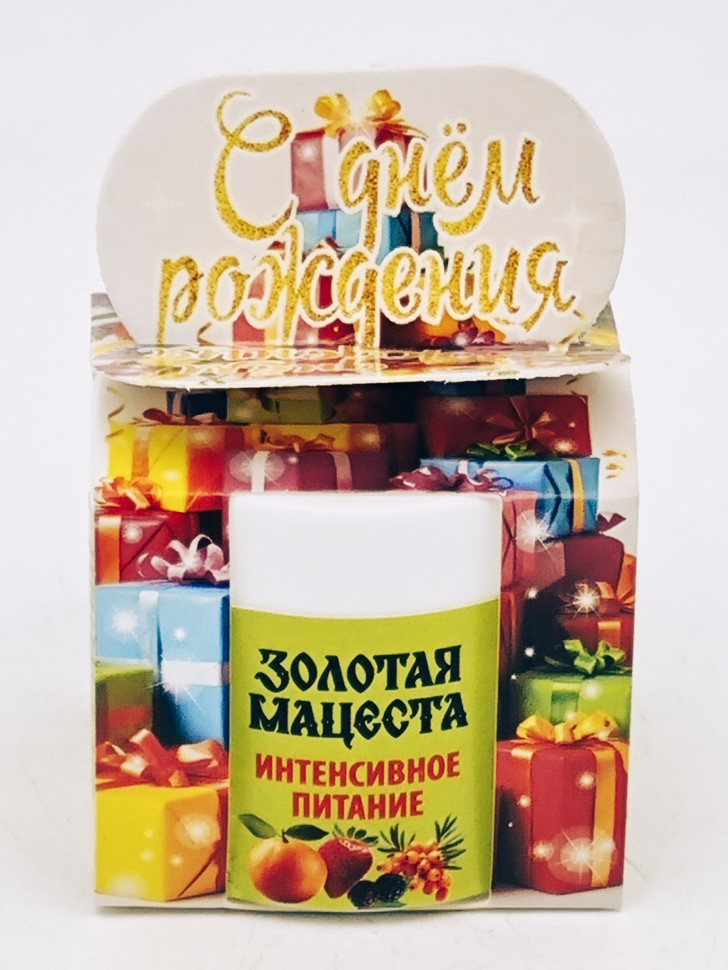 С днём
рождения
ЗОЛОТАЯ
МАЦЕСТА
ИНТЕНСИВНОЕ
ПИТАНИЕ